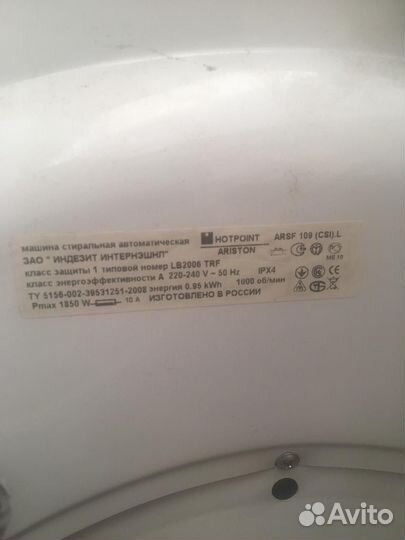 машина стиральная автоматическая HOTPOINT ARSF 109 (CSI).L
ЗАО " ИНДЕЗИТ ИНТЕРНЭШНЛ" ARISTON
класс защиты 1 типовой номер LB2006 TRF ME 10
класс энергоэффективности A 220-240 V ~ 50 Hz IPX4
ТУ 5156-002-39531251-2008 энергия 0.95 kWh 1000 об/мин
Pmax 1850 W 10 A ИЗГОТОВЛЕНО В РОССИИ
Avito